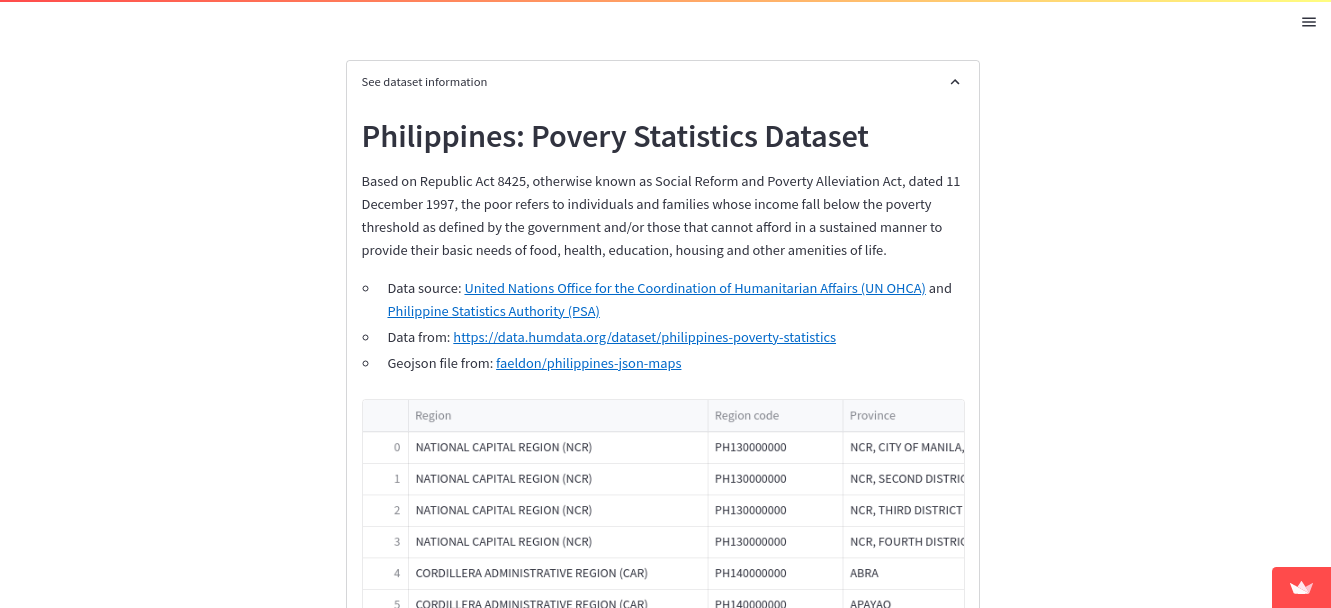 See dataset information
Philippines: Povery Statistics Dataset
Based on Republic Act 8425, otherwise known as Social Reform and Poverty Alleviation Act, dated 11
December 1997, the poor refers to individuals and families whose income fall below the poverty
threshold as defined by the government and/or those that cannot afford in a sustained manner to
provide their basic needs of food, health, education, housing and other amenities of life.
Data source: United Nations Office for the Coordination of Humanitarian Affairs (UN OHCA) and
Philippine Statistics Authority (PSA)
Data from: https://data.humdata.org/dataset/philippines-poverty-statistics
Geojson file from: faeldon/philippines-json-maps
Region Region code Province
0 NATIONAL CAPITAL REGION (NCR) PH130000000 NCR, CITY OF MANILA,
1 NATIONAL CAPITAL REGION (NCR) PH130000000 NCR, SECOND DISTRIC
2 NATIONAL CAPITAL REGION (NCR) PH130000000 NCR, THIRD DISTRICT
3 NATIONAL CAPITAL REGION (NCR) PH130000000 NCR, FOURTH DISTRIC
4 CORDILLERA ADMINISTRATIVE REGION (CAR) PH140000000 ABRA
5 CORDILLERA ADMINISTRATIVE REGION (CAR) PH140000000 APAYAO